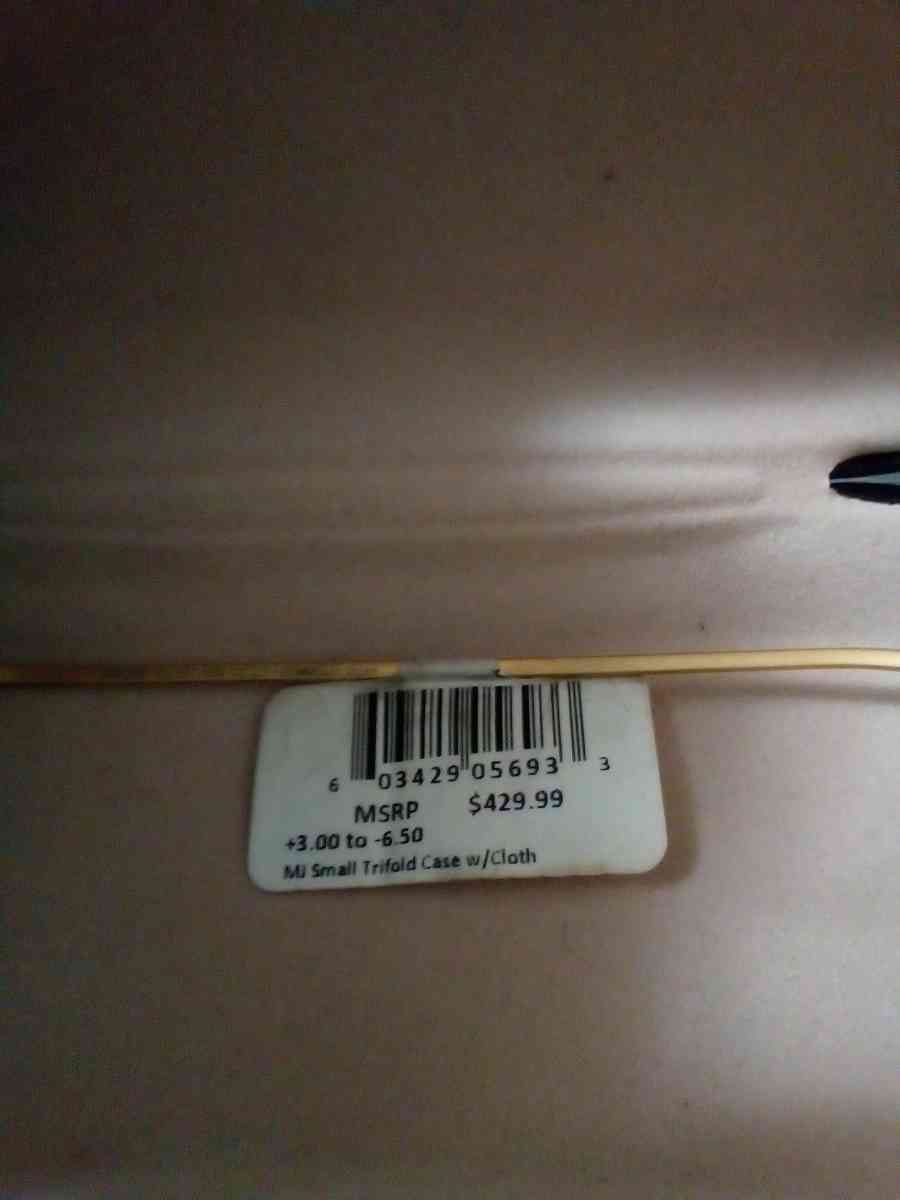 6 03429 05693 3
MSRP $429.99
+3.00 to -6.50
MJ Small Trifold Case w/Cloth